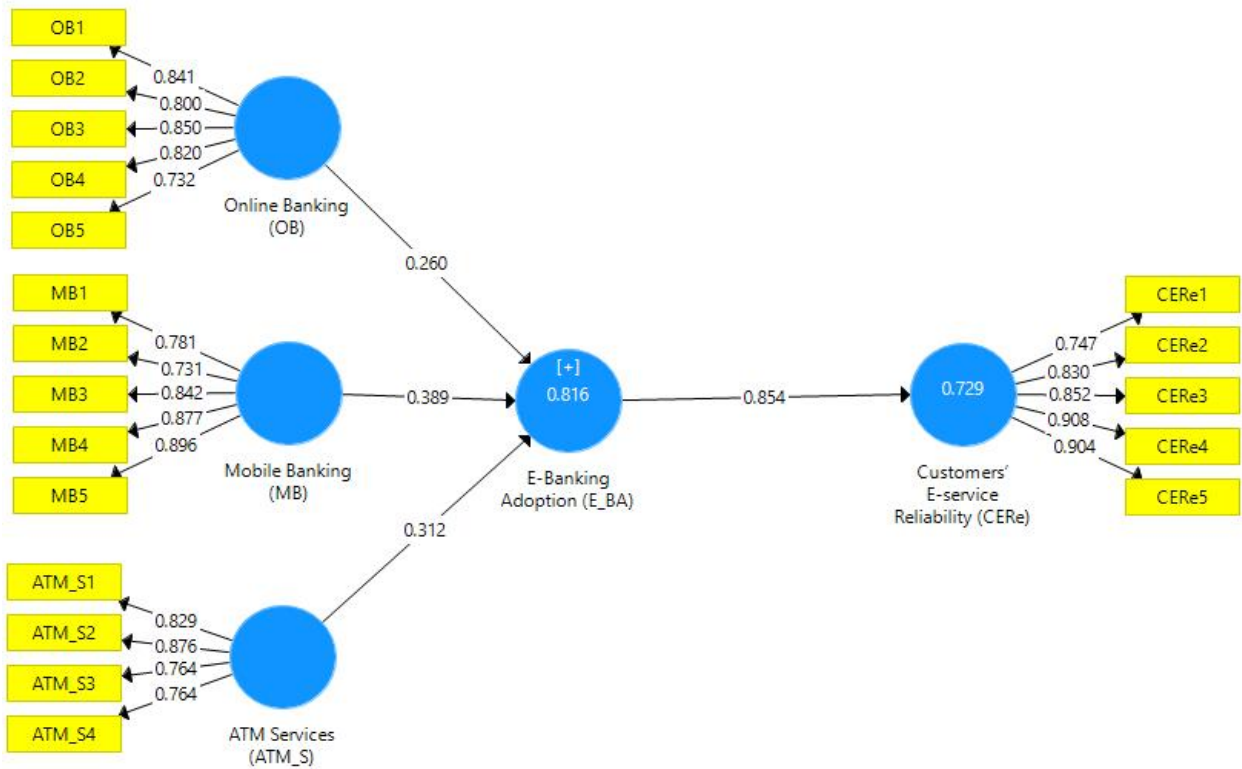 OB1
OB2
OB3
OB4
OB5
0.841
0.800
0.850
0.820
0.732
Online Banking
(OB)
0.260
MB1
MB2
MB3
MB4
MB5
0.781
0.731
0.842
0.877
0.896
Mobile Banking
(MB)
0.389
ATM_S1
ATM_S2
ATM_S3
ATM_S4
0.829
0.876
0.764
0.764
ATM Services
(ATM_S)
0.312
[+]
0.816
E-Banking
Adoption (E_BA)
0.854
0.729
Customers'
E-service
Reliability (CERe)
0.747
0.830
0.852
0.908
0.904
CERe1
CERe2
CERe3
CERe4
CERe5